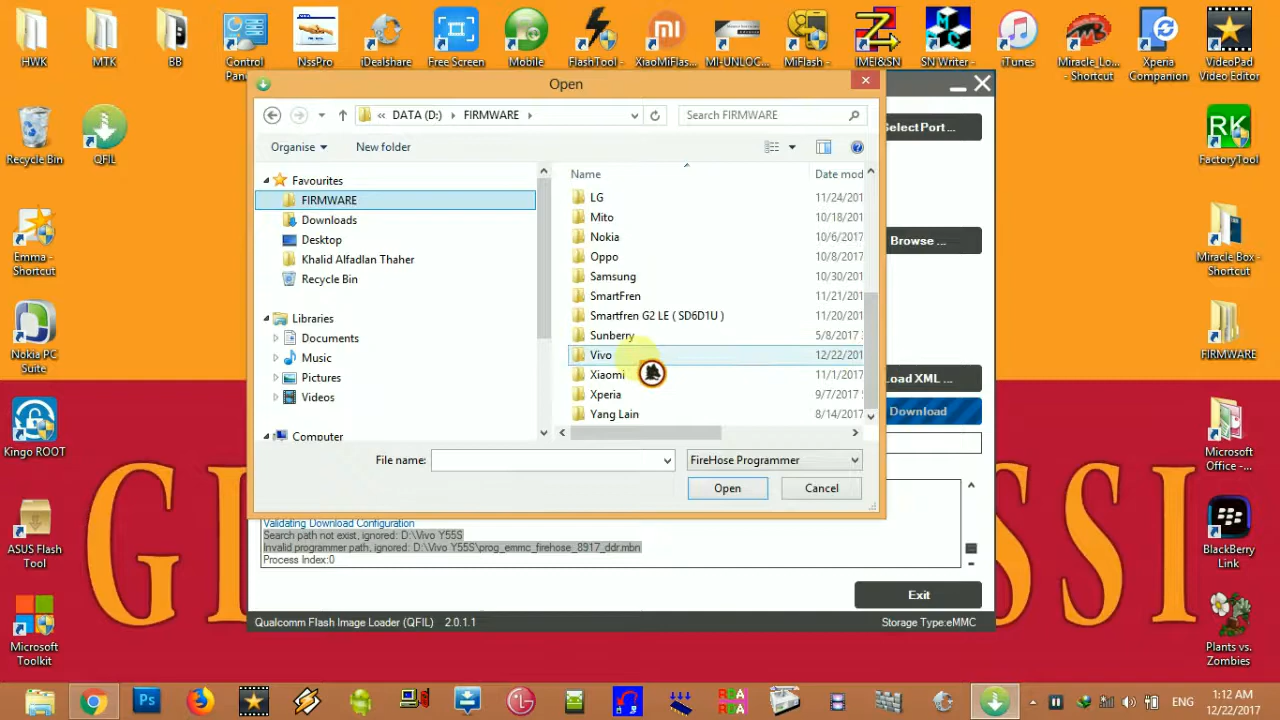 HWK
MTK
BB
Control
Pan...
NssPro
iDealshare
Free Screen
Mobile
FlashTool -
XiaoMiFlas...
MI-UNLOC...
MiFlash -
IMEI&SN
SN Writer -
iTunes
Miracle_Lo...
- Shortcut
Xperia
Companion
VideoPad
Video Editor
Recycle Bin
QFIL
Emma -
Shortcut
Nokia PC
Suite
Kingo ROOT
ASUS Flash
Tool
Microsoft
Toolkit
RK
FactoryTool
Miracle Box -
Shortcut
FIRMWARE
Microsoft
Office -...
BlackBerry
Link
Plants vs.
Zombies
Open
DATA (D:)
FIRMWARE
Search FIRMWARE
Organise
New folder
Favourites
FIRMWARE
Downloads
Desktop
Khalid Alfadlan Thaher
Recycle Bin
Libraries
Documents
Music
Pictures
Videos
Computer
Name
Date mod
LG 11/24/201
Mito 10/18/201
Nokia 10/6/2017
Oppo 10/8/2017
Samsung 10/30/201
SmartFren 11/21/201
Smartfren G2 LE ( SD6D1U ) 11/20/201
Sunberry 5/8/2017
Vivo 12/22/201
Xiaomi 11/1/2017
Xperia 9/7/2017
Yang Lain 8/14/2017
File name:
FireHose Programmer
Open
Cancel
elect Port...
Browse ...
oad XML ...
Download
Validating Download Configuration
Search path not exist, ignored: D:\Vivo Y55S
Invalid programmer path, ignored: D:\Vivo Y55S\prog_emmc_firehose_8917_ddr.mbn
Process Index:0
Exit
Qualcomm Flash Image Loader (QFIL) 2.0.1.1
Storage Type:eMMC
ENG
1:12 AM
12/22/2017